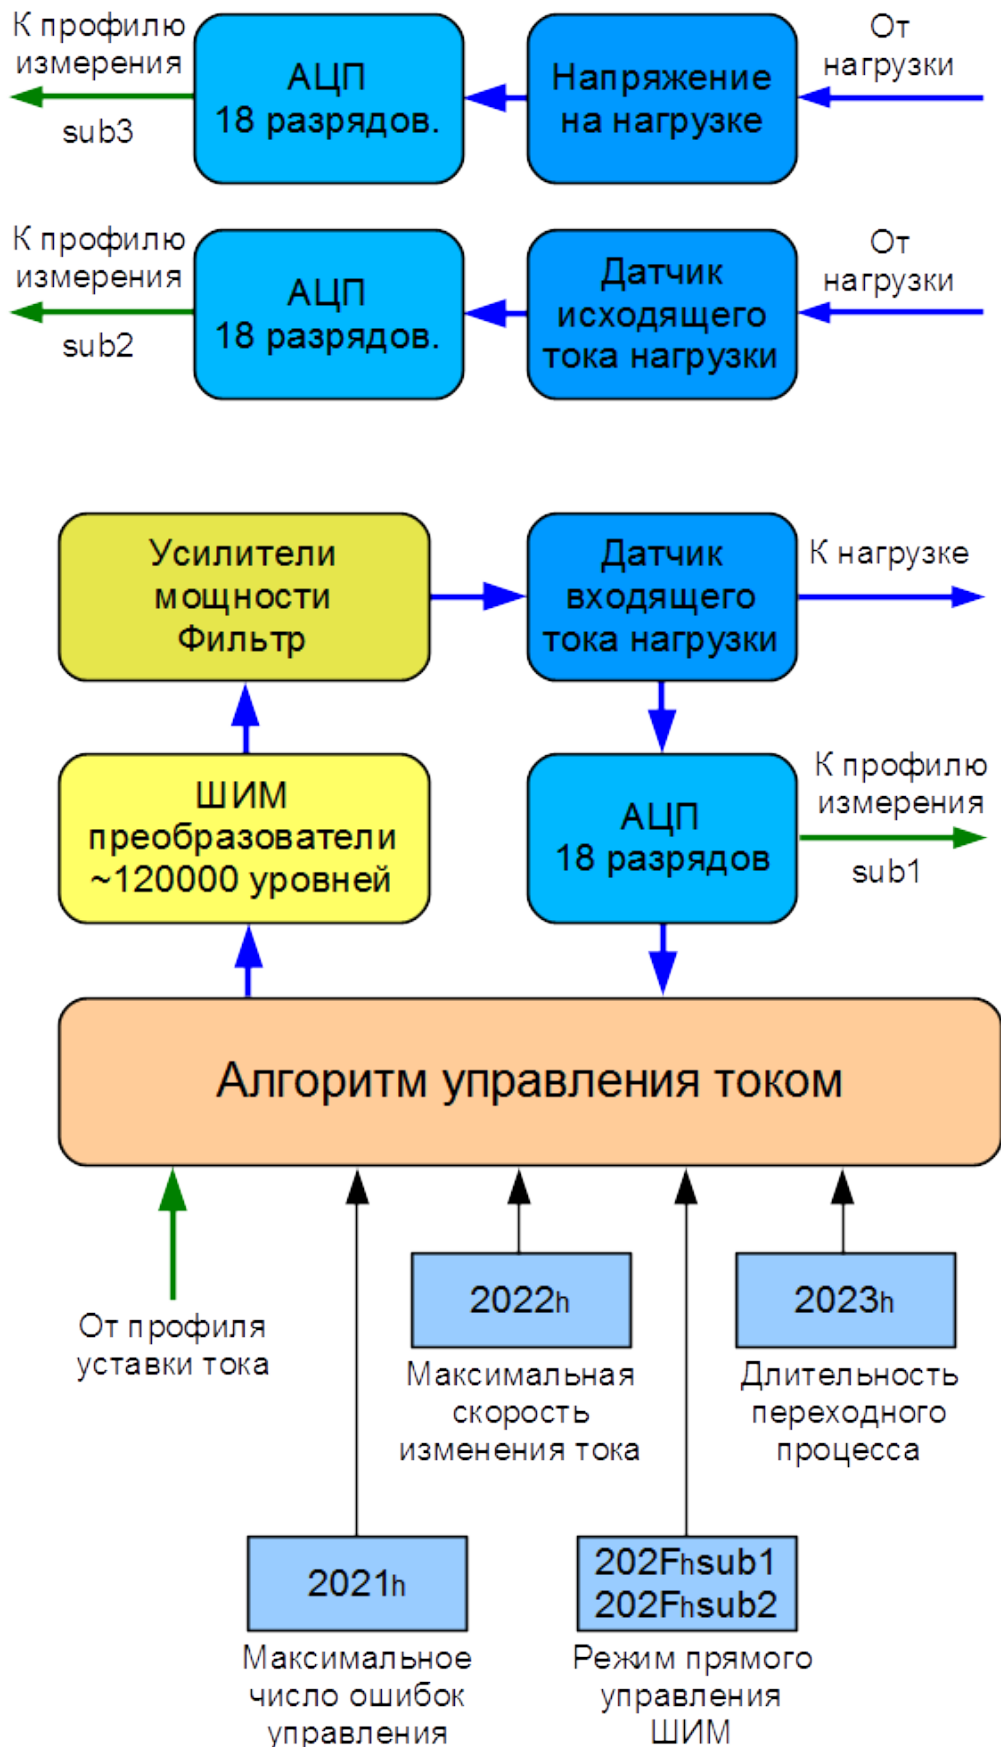 К профилю
измерения
sub3
АЦП
18 разрядов.
Напряжение
на нагрузке
От
нагрузки
К профилю
измерения
sub2
АЦП
18 разрядов.
Датчик
исходящего
тока нагрузки
От
нагрузки
Усилители
мощности
Фильтр
Датчик
входящего
тока нагрузки
К нагрузке
ШИМ
преобразователи
~120000 уровней
АЦП
18 разрядов
К профилю
измерения
sub1
Алгоритм управления током
От профиля
уставки тока
2022h
Максимальная
скорость
изменения тока
2023h
Длительность
переходного
процесса
2021h
Максимальное
число ошибок
управления
202Fhsub1
202Fhsub2
Режим прямого
управления
ШИМ